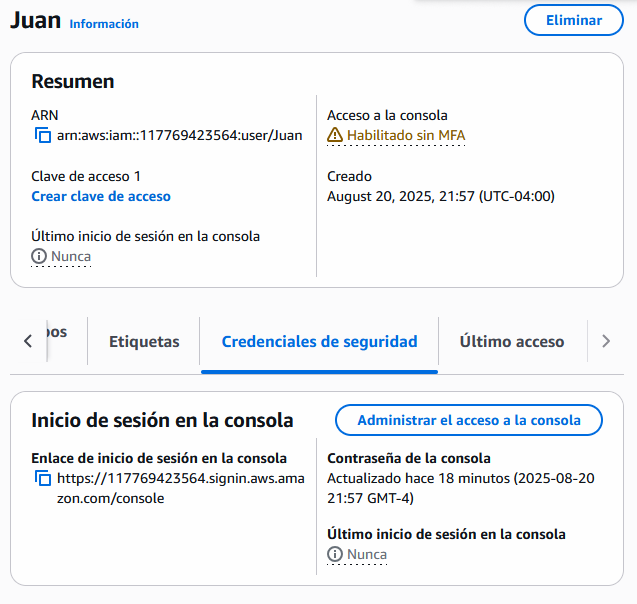 Juan Información
Eliminar
Resumen
ARN
arn:aws:iam::117769423564:user/Juan
Acceso a la consola
Habilitado sin MFA
Clave de acceso 1
Crear clave de acceso
Creado
August 20, 2025, 21:57 (UTC-04:00)
Último inicio de sesión en la consola
Nunca
Etiquetas
Credenciales de seguridad
Último acceso
Inicio de sesión en la consola
Administrar el acceso a la consola
Enlace de inicio de sesión en la consola
https://117769423564.signin.aws.ama
zon.com/console
Contraseña de la consola
Actualizado hace 18 minutos (2025-08-20
21:57 GMT-4)
Último inicio de sesión en la consola
Nunca